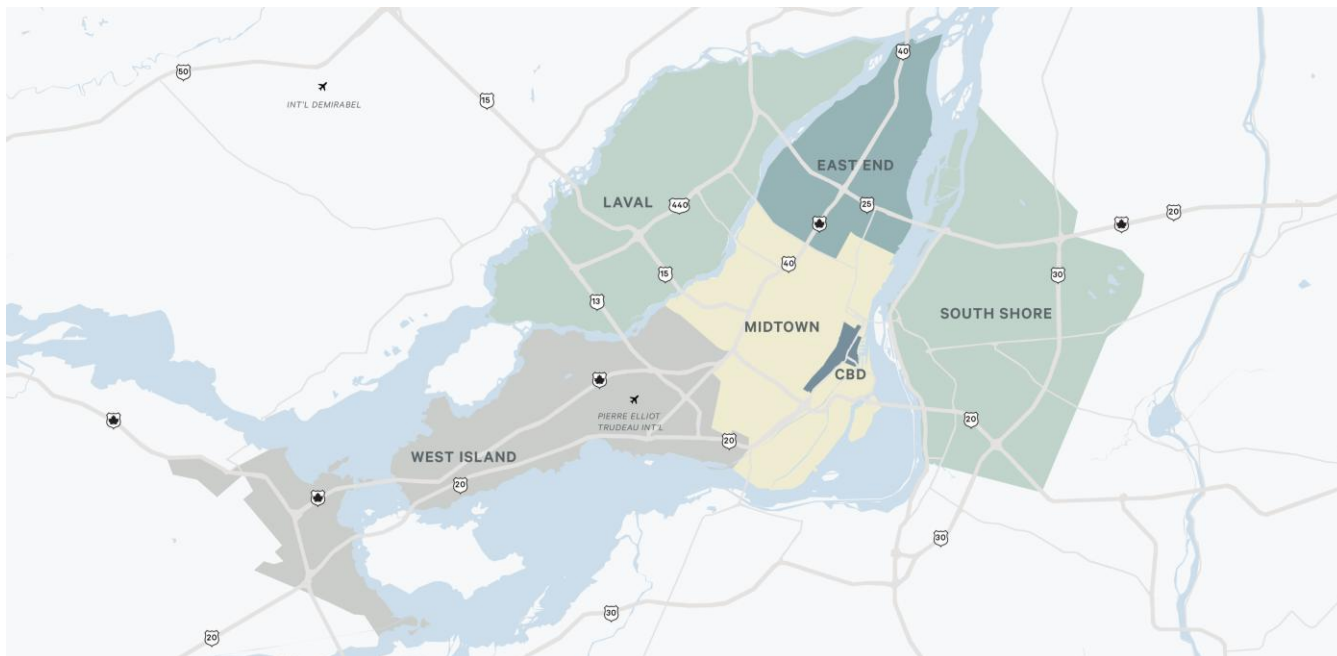 40
50
INT'L DEMIRABEL
15
EAST END
LAVAL
440
25
20
40
15
30
13
MIDTOWN
SOUTH SHORE
CBD
PIERRE ELLIOT
TRUDEAU INT'L
20
20
WEST ISLAND
20
30
30
20